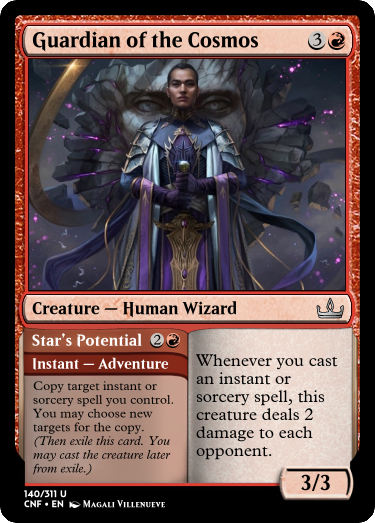 Guardian of the Cosmos 3
Creature — Human Wizard
Star's Potential 2
Instant — Adventure
Copy target instant or
sorcery spell you control.
You may choose new
targets for the copy.
(Then exile this card. You
may cast the creature later
from exile.)
Whenever you cast
an instant or
sorcery spell, this
creature deals 2
damage to each
opponent.
3/3
140/311 U
CNF • EN Magali Villeneuve